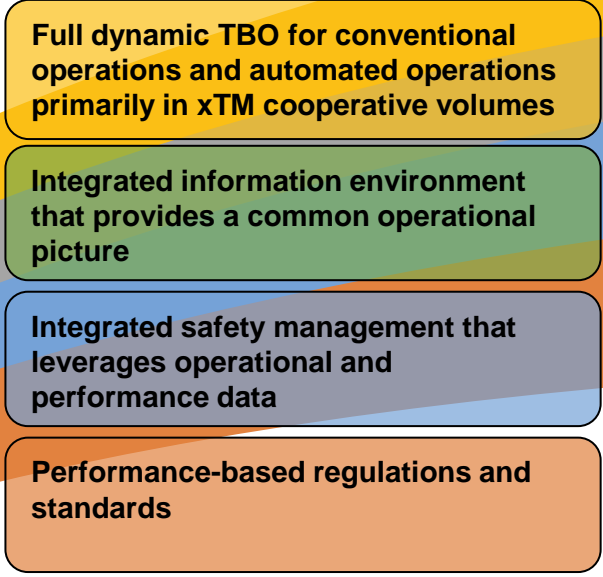 Full dynamic TBO for conventional
operations and automated operations
primarily in xTM cooperative volumes
Integrated information environment
that provides a common operational
picture
Integrated safety management that
leverages operational and
performance data
Performance-based regulations and
standards